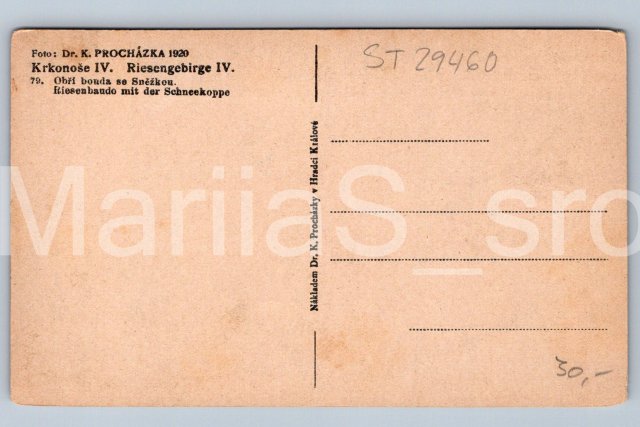 Foto: Dr. K. PROCHÁZKA 1920
Krkonoše IV. Riesengebirge IV.
79. Obří bouda se Sněžkou.
Riesenbaude mit der Schneekoppe
Nákladem Dr. K. Procházky v Hradci Králové
ST 29460
30,-
MariiaS_sro